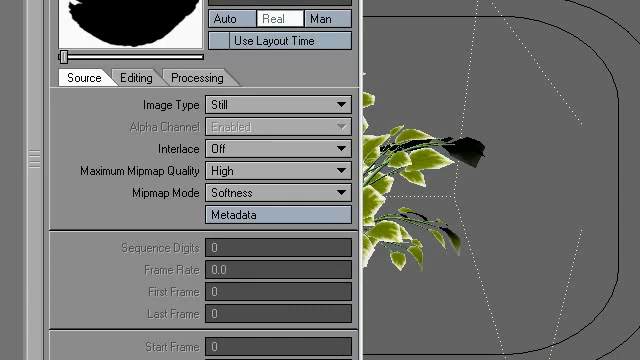 Auto Real Man
Use Layout Time
Source Editing Processing
Image Type Still
Alpha Channel Enabled
Interlace Off
Maximum Mipmap Quality High
Mipmap Mode Softness
Metadata
Sequence Digits 0
Frame Rate 0.0
First Frame 0
Last Frame 0
Start Frame 0